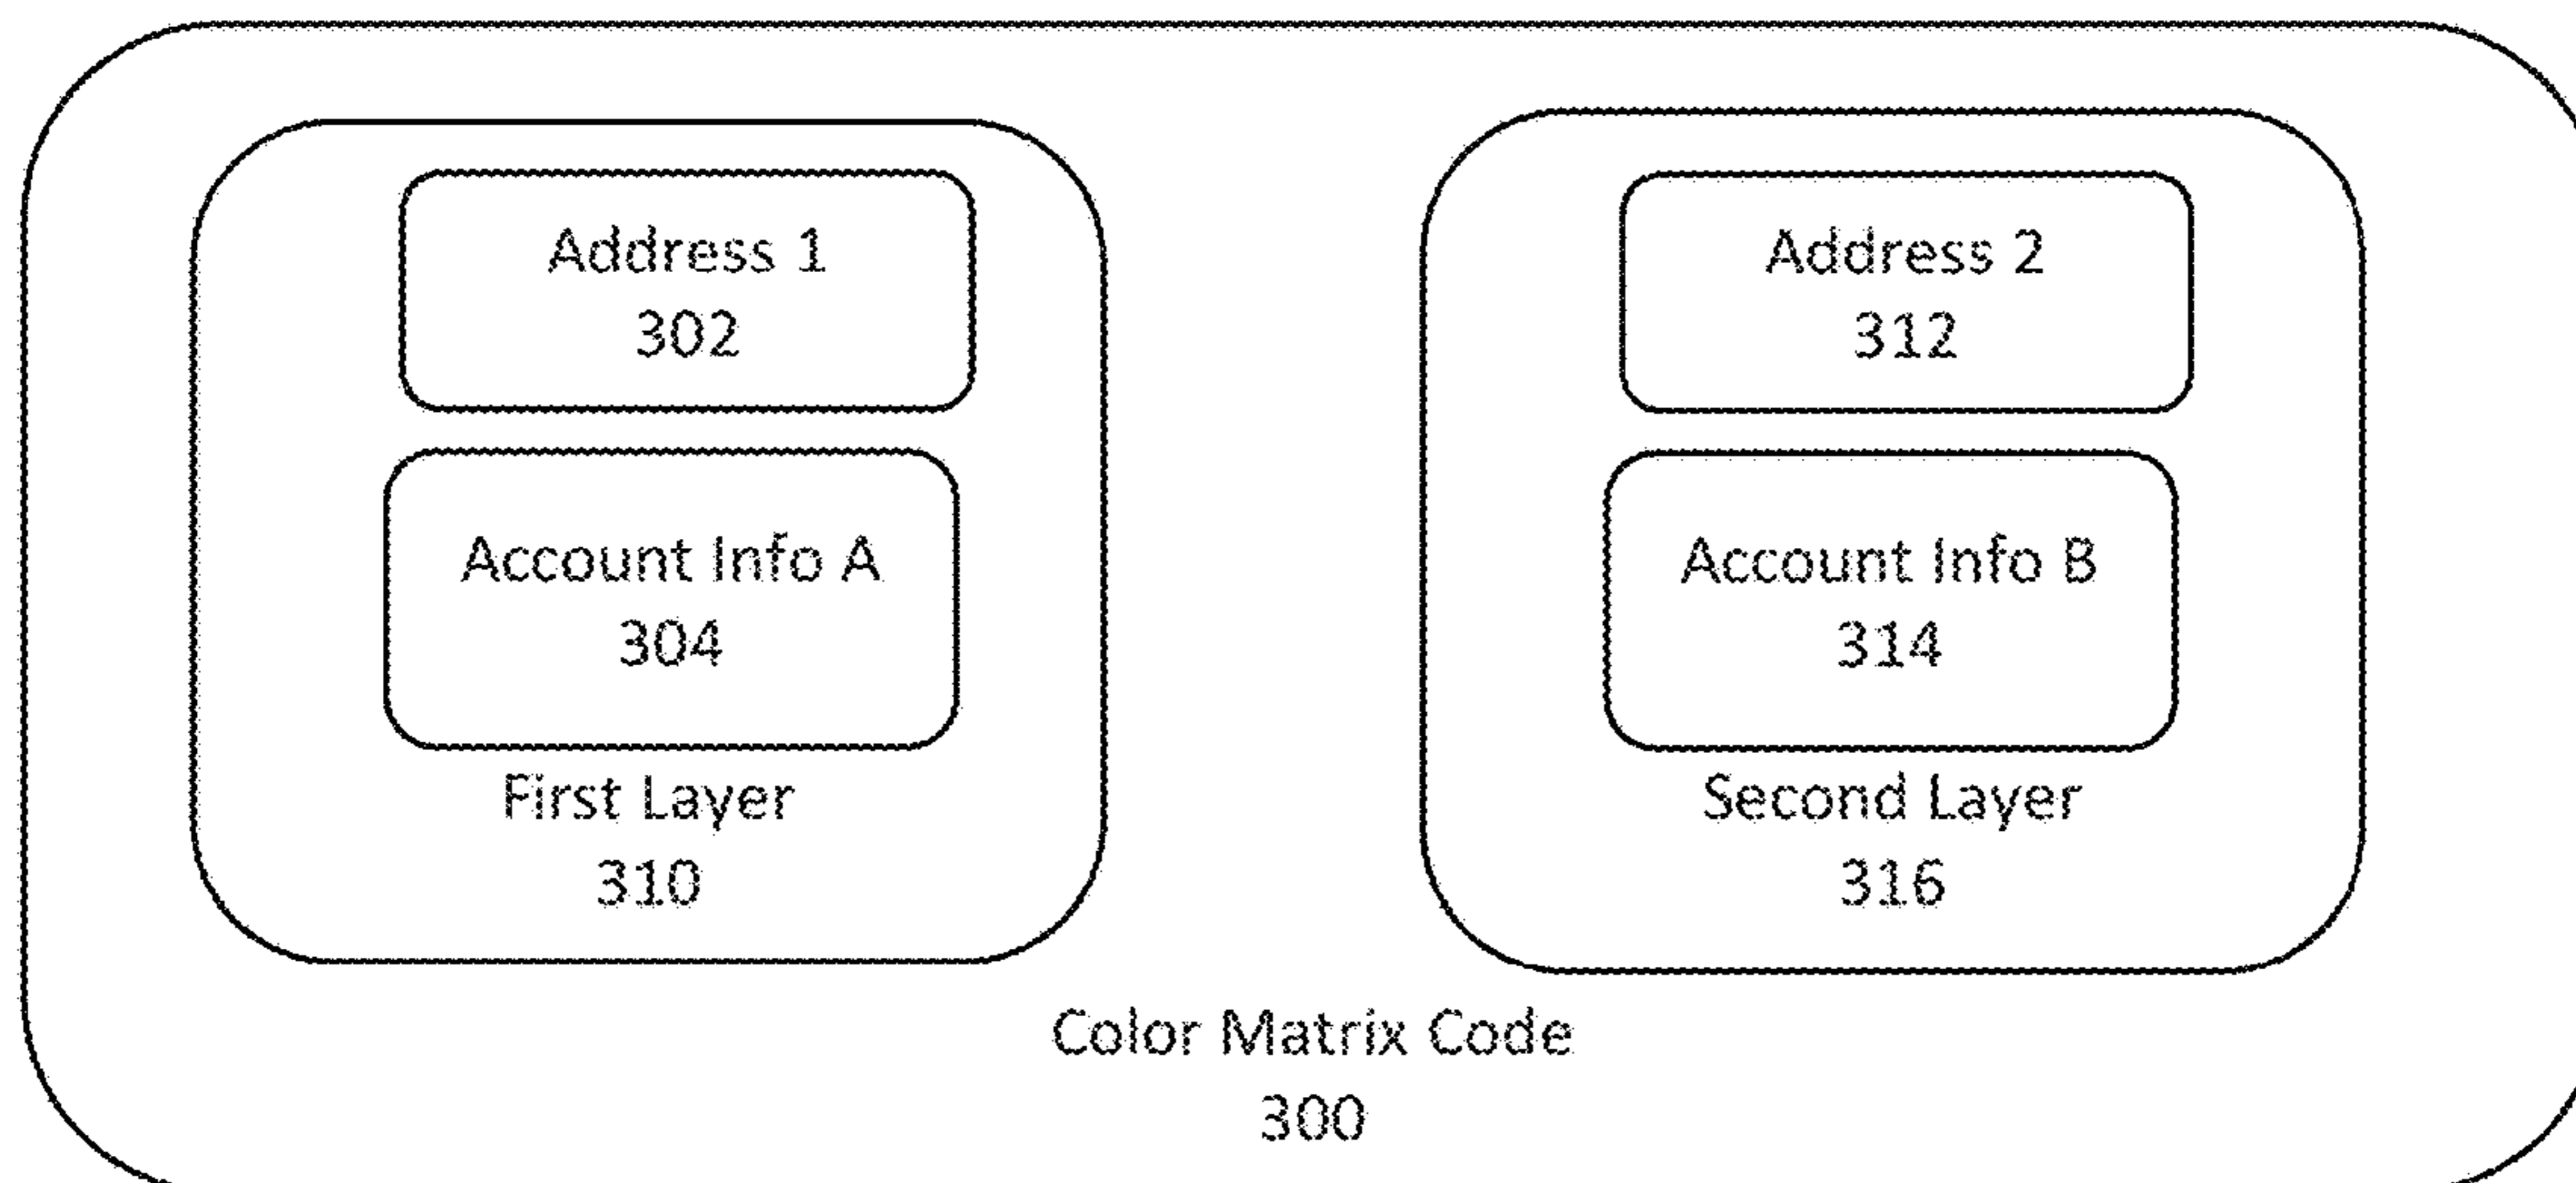 Address 1
302
Account Info A
304
First Layer
310
Address 2
312
Account Info B
314
Second Layer
316
Color Matrix Code
300